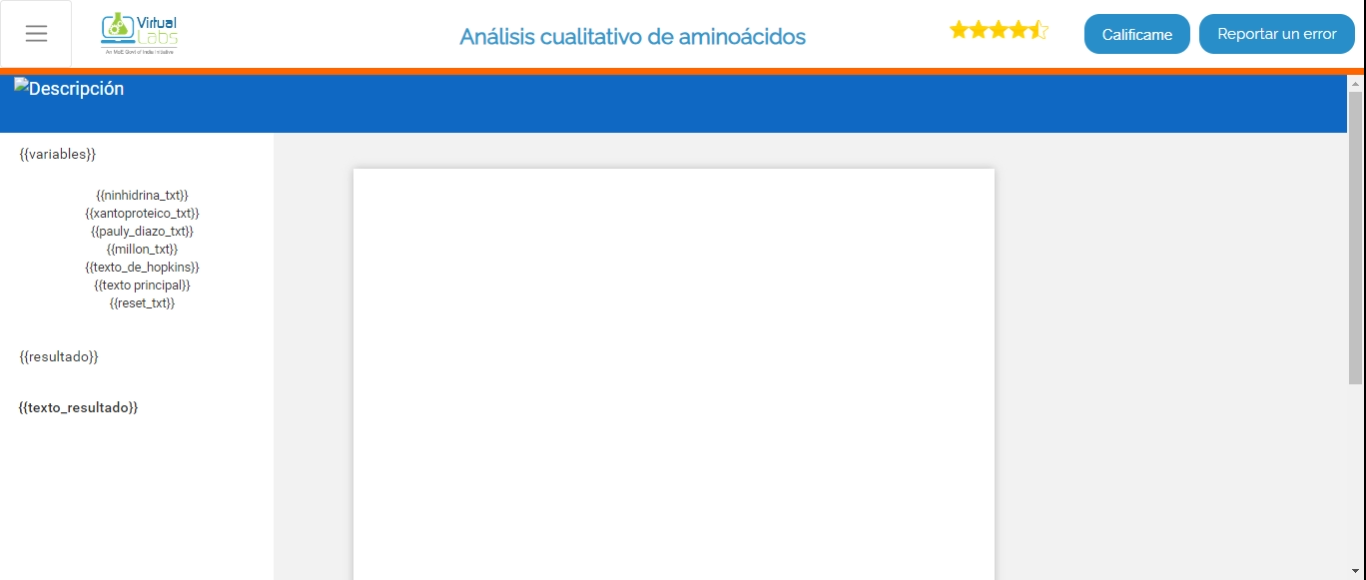 Virtual
Labs
An MoE Govt of India Initiative
Análisis cualitativo de aminoácidos
Califícame
Reportar un error
Descripción
{{variables}}
{{ninhidrina_txt}}
{{xantoproteico_txt}}
{{pauly_diazo_txt}}
{{millon_txt}}
{{texto_de_hopkins}}
{{texto principal}}
{{reset_txt}}
{{resultado}}
{{texto_resultado}}